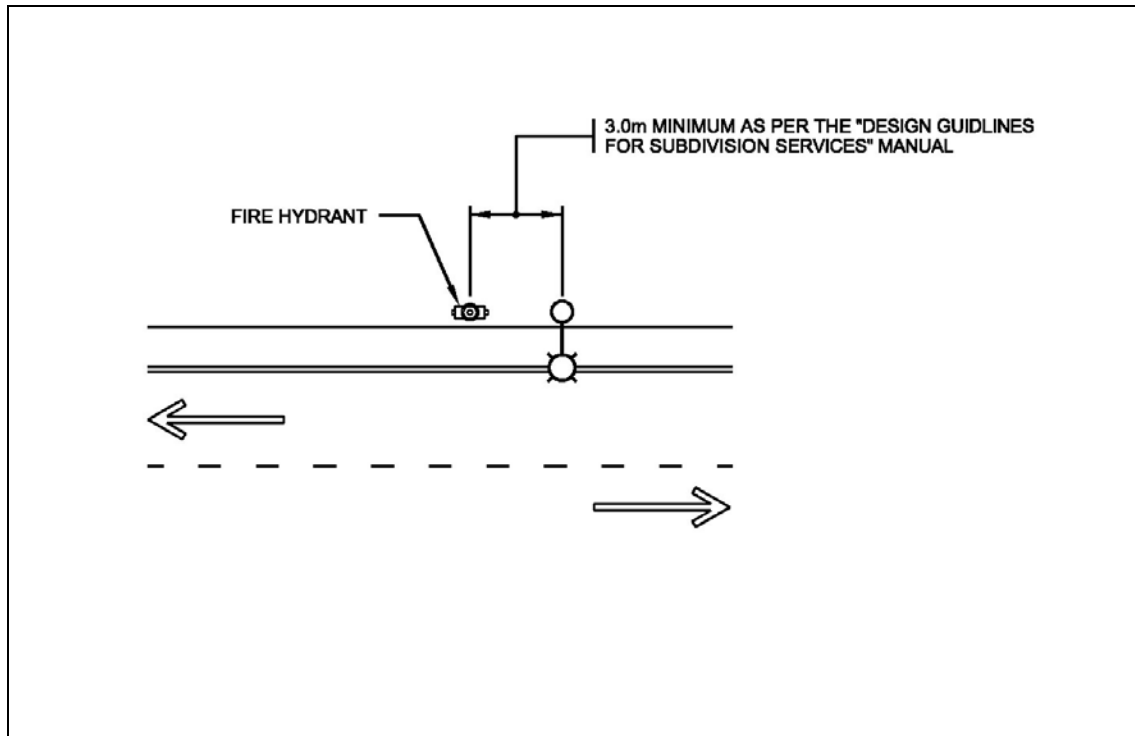 3.0m MINIMUM AS PER THE "DESIGN GUIDLINES
FOR SUBDIVISION SERVICES" MANUAL
FIRE HYDRANT